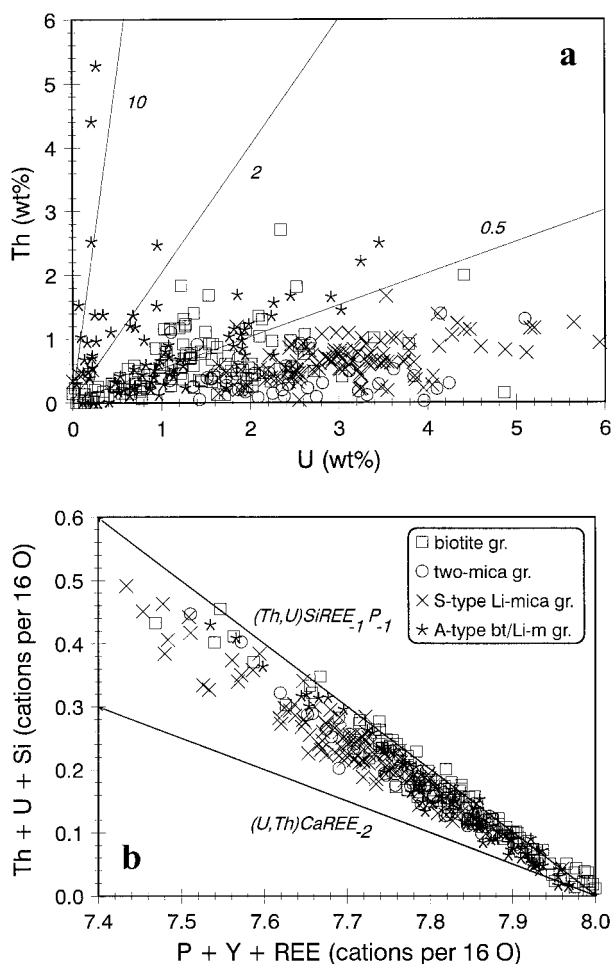 6
a
5
10
4
Th (wt%)
3
2
2
0.5
1
0
0 1 2 3 4 5 6
U (wt%)
0.6
□ biotite gr.
○ two-mica gr.
× S-type Li-mica gr.
* A-type bt/Li-m gr.
0.5
(Th,U)SiREE-1P-1
0.4
Th + U + Si (cations per 16 O)
0.3
0.2
(U,Th)CaREE-2
0.1
b
0.0
7.4 7.5 7.6 7.7 7.8 7.9 8.0
P + Y + REE (cations per 16 O)